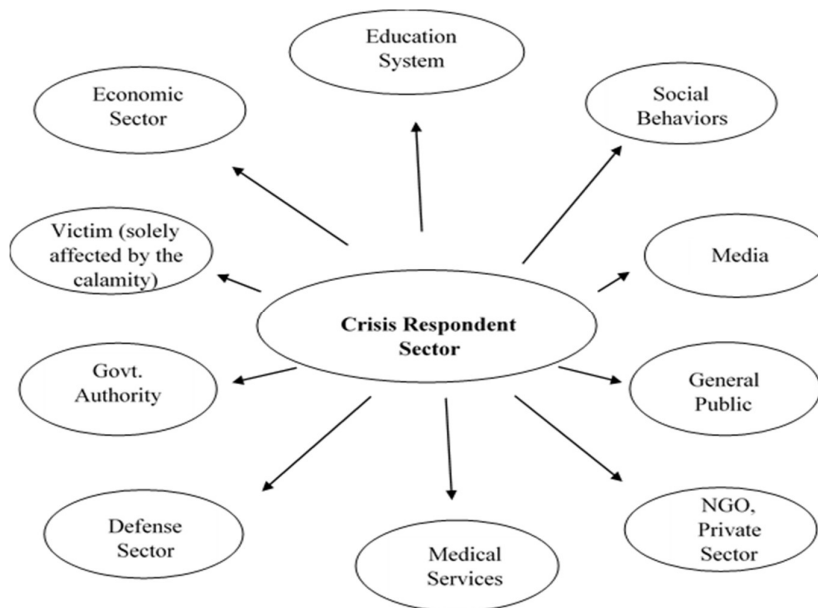 Education
System
Economic
Sector
Social
Behaviors
Victim (solely
affected by the
calamity)
Media
Crisis Respondent
Sector
Govt.
Authority
General
Public
Defense
Sector
Medical
Services
NGO,
Private
Sector